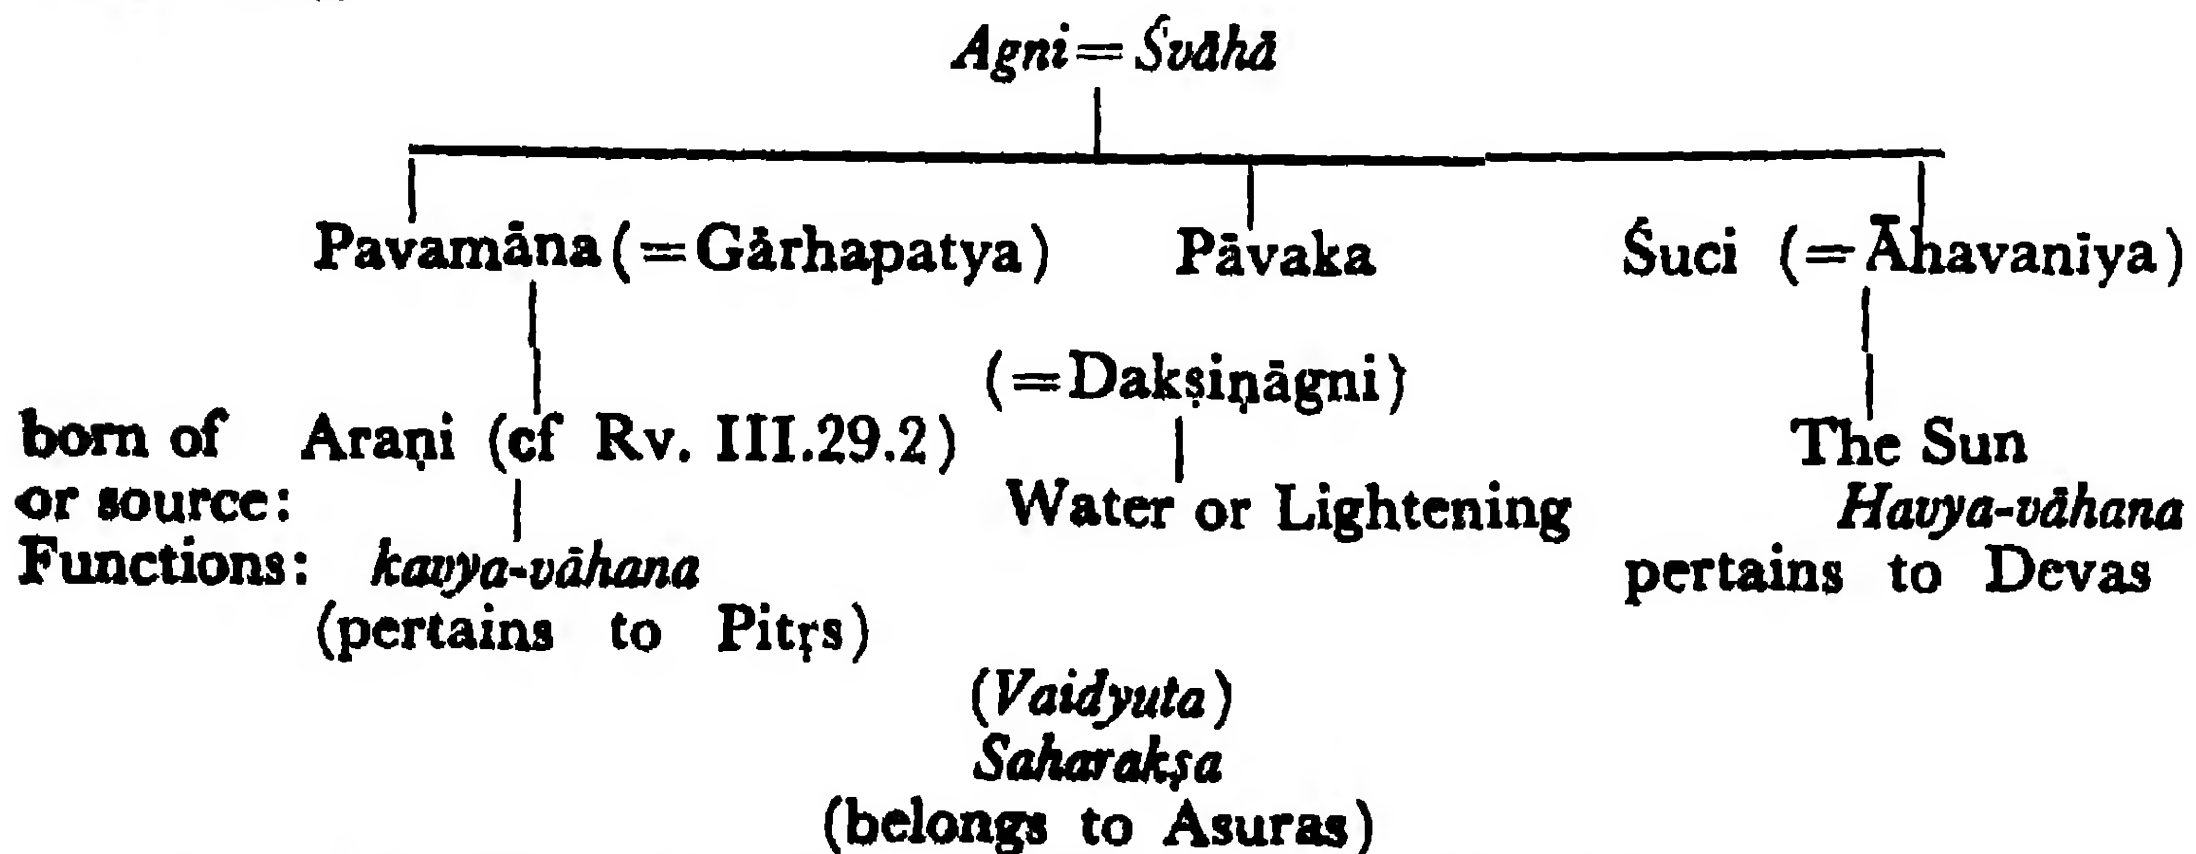 Agni=Śvāhā
Pavamāna (=Gārhapatya) Pāvaka Śuci (=Āhavaniya)
(=Dakṣiṇāgni)
born of Araṇi (cf Rv. III.29.2) The Sun
or source: Water or Lightening Havya-vāhana
Functions: kavya-vāhana pertains to Devas
(pertains to Pitṛs)
(Vaidyuta)
Saharakṣa
(belongs to Asuras)